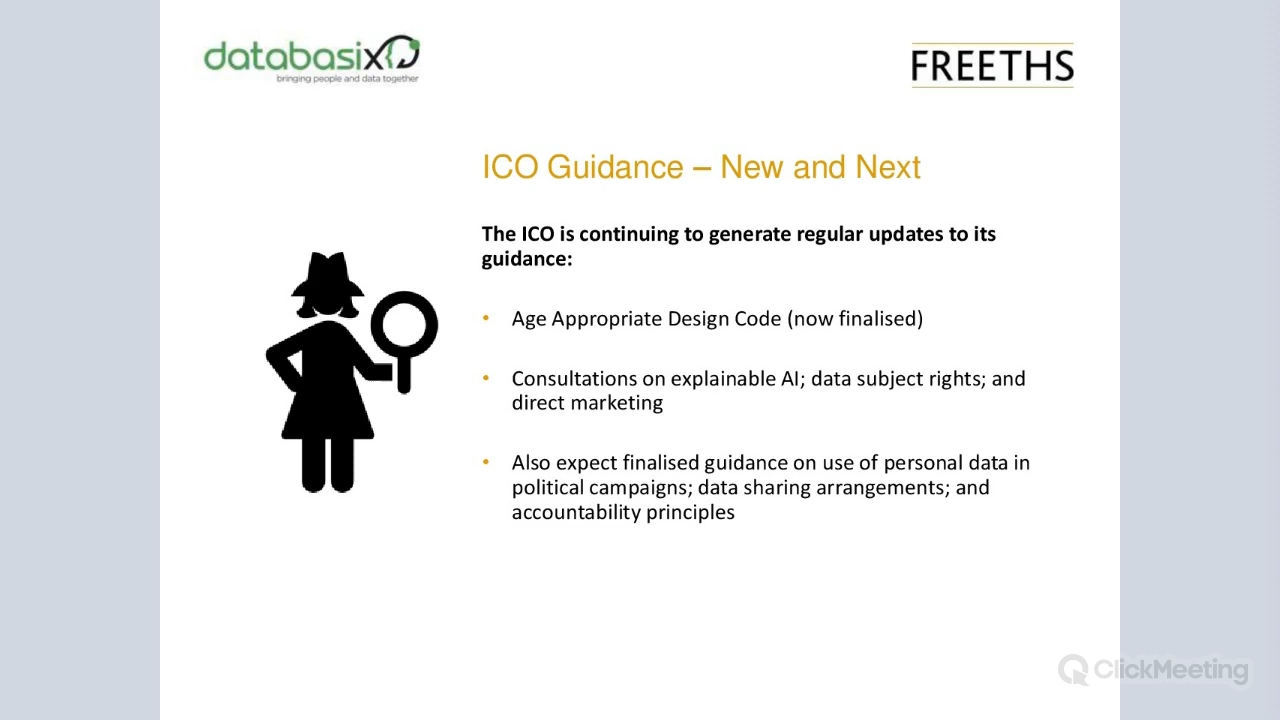 databasix
bringing people and data together
FREETHS
ICO Guidance – New and Next
The ICO is continuing to generate regular updates to its
guidance:
• Age Appropriate Design Code (now finalised)
• Consultations on explainable AI; data subject rights; and
direct marketing
• Also expect finalised guidance on use of personal data in
political campaigns; data sharing arrangements; and
accountability principles
ClickMeeting